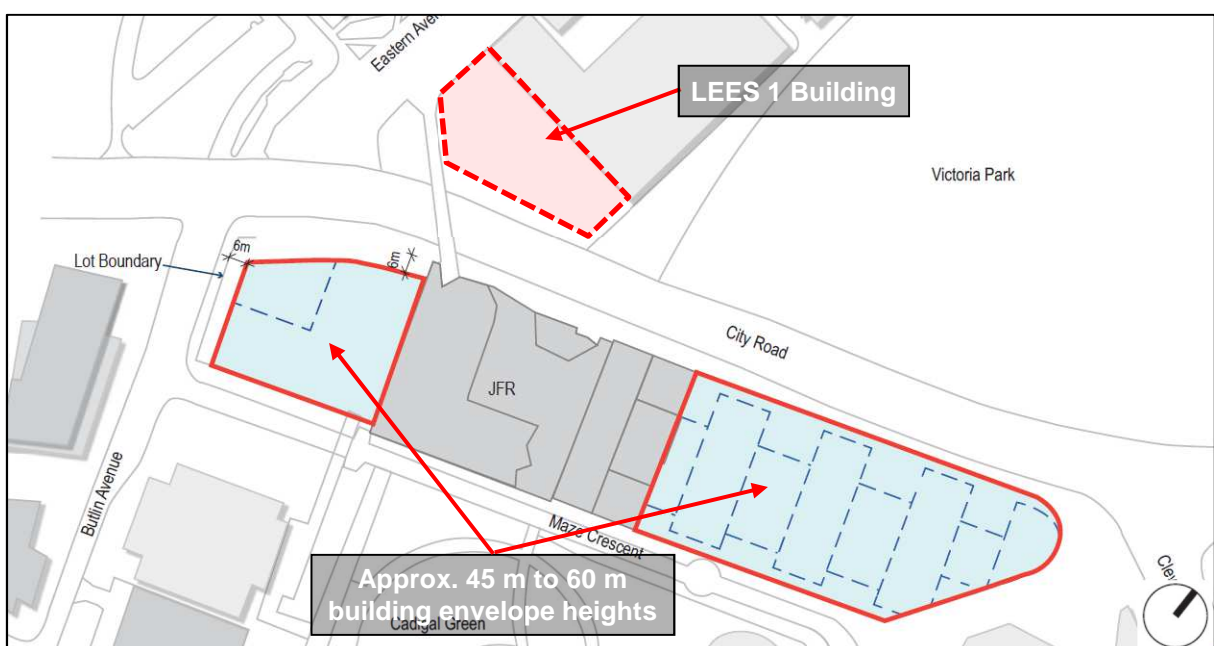 Eastern Ave
LEES 1 Building
Victoria Park
6m
6m
Lot Boundary
City Road
JFR
Butlin Avenue
Maze Crescent
Approx. 45 m to 60 m
building envelope heights
Cadigal Green
Clev